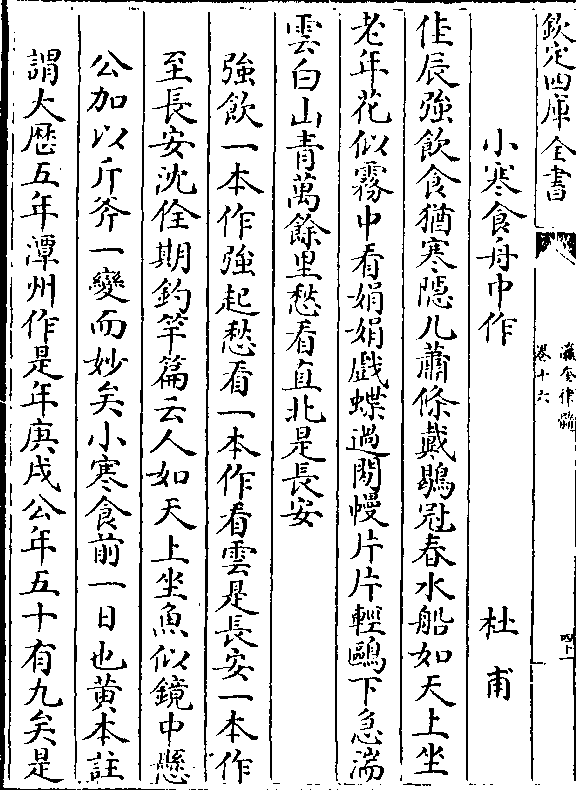 欽定四庫全書
瀛奎律髓
卷十六
小寒食舟中作 杜甫
佳辰強飲食猶寒隠几蕭條戴鶡冠春水船如天上坐
老年花似霧中看娟娟戲蝶過閒幔片片輕鷗下急湍
雲白山青萬餘里愁看直北是長安
強飲一本作強起愁看一本作看雲是長安一本作
至長安沈佺期釣竿篇云人如天上坐魚似鏡中懸
公加以斤斧一變而妙矣小寒食前一日也黄本註
謂大歴五年潭州作是年庚戌公年五十有九矣是